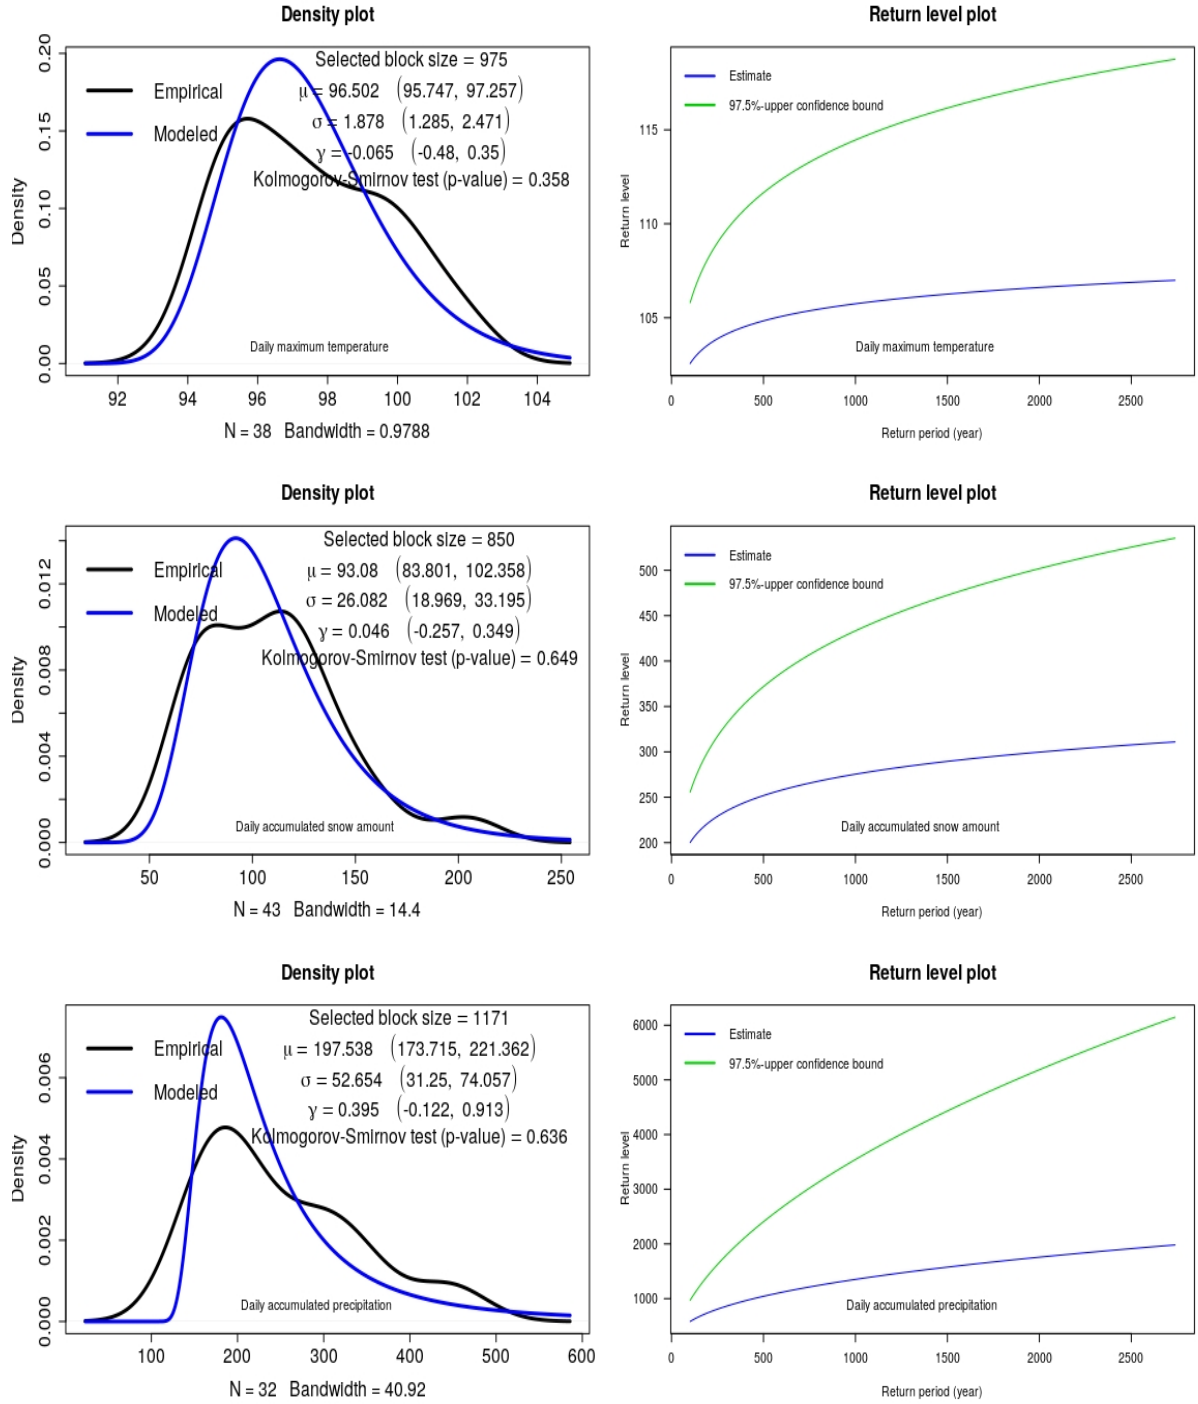 Density plot
Selected block size = 975
Empirical
μ = 96.502 (95.747, 97.257)
σ = 1.878 (1.285, 2.471)
Modeled
γ = -0.065 (-0.48, 0.35)
Kolmogorov-Smirnov test (p-value) = 0.358
Density
0.20
0.15
0.10
0.05
0.00
Daily maximum temperature
92 94 96 98 100 102 104
N = 38 Bandwidth = 0.9788
Return level plot
Estimate
97.5%-upper confidence bound
Return level
115
110
105
Daily maximum temperature
0 500 1000 1500 2000 2500
Return period (year)
Density plot
Selected block size = 850
Empirical
μ = 93.08 (83.801, 102.358)
σ = 26.082 (18.969, 33.195)
Modeled
γ = 0.046 (-0.257, 0.349)
Kolmogorov-Smirnov test (p-value) = 0.649
Density
0.012
0.008
0.004
0.000
Daily accumulated snow amount
50 100 150 200 250
N = 43 Bandwidth = 14.4
Return level plot
Estimate
97.5%-upper confidence bound
Return level
500
450
400
350
300
250
200
Daily accumulated snow amount
0 500 1000 1500 2000 2500
Return period (year)
Density plot
Selected block size = 1171
Empirical
μ = 197.538 (173.715, 221.362)
σ = 52.654 (31.25, 74.057)
Modeled
γ = 0.395 (-0.122, 0.913)
Kolmogorov-Smirnov test (p-value) = 0.636
Density
0.006
0.004
0.002
0.000
Daily accumulated precipitation
100 200 300 400 500 600
N = 32 Bandwidth = 40.92
Return level plot
Estimate
97.5%-upper confidence bound
Return level
6000
5000
4000
3000
2000
1000
Daily accumulated precipitation
0 500 1000 1500 2000 2500
Return period (year)